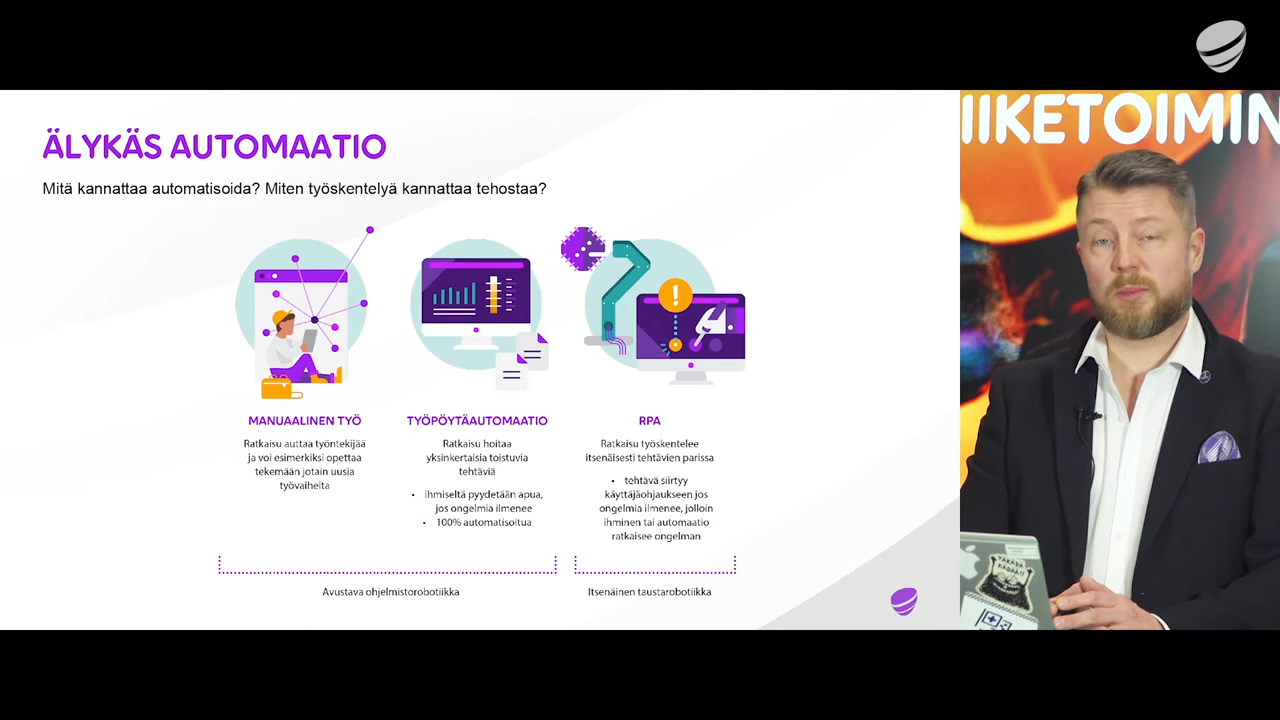 ÄLYKÄS AUTOMAATIO
Mitä kannattaa automatisoida? Miten työskentelyä kannattaa tehostaa?
MANUAALINEN TYÖ
Ratkaisu auttaa työntekijää
ja voi esimerkiksi opettaa
tekemään jotain uusia
työvaiheita
TYÖPÖYTÄAUTOMAATIO
Ratkaisu hoitaa
yksinkertaisia toistuvia
tehtäviä
• ihmiseltä pyydetään apua,
jos ongelmia ilmenee
• 100% automatisoitua
RPA
Ratkaisu työskentelee
itsenäisesti tehtävien parissa
• tehtävä siirtyy
käyttäjäohjaukseen jos
ongelmia ilmenee, jolloin
ihminen tai automaatio
ratkaisee ongelman
Avustava ohjelmistorobotiikka
Itsenäinen taustarobotiikka
IIKETOIMIN
TARADA
KADAA!!